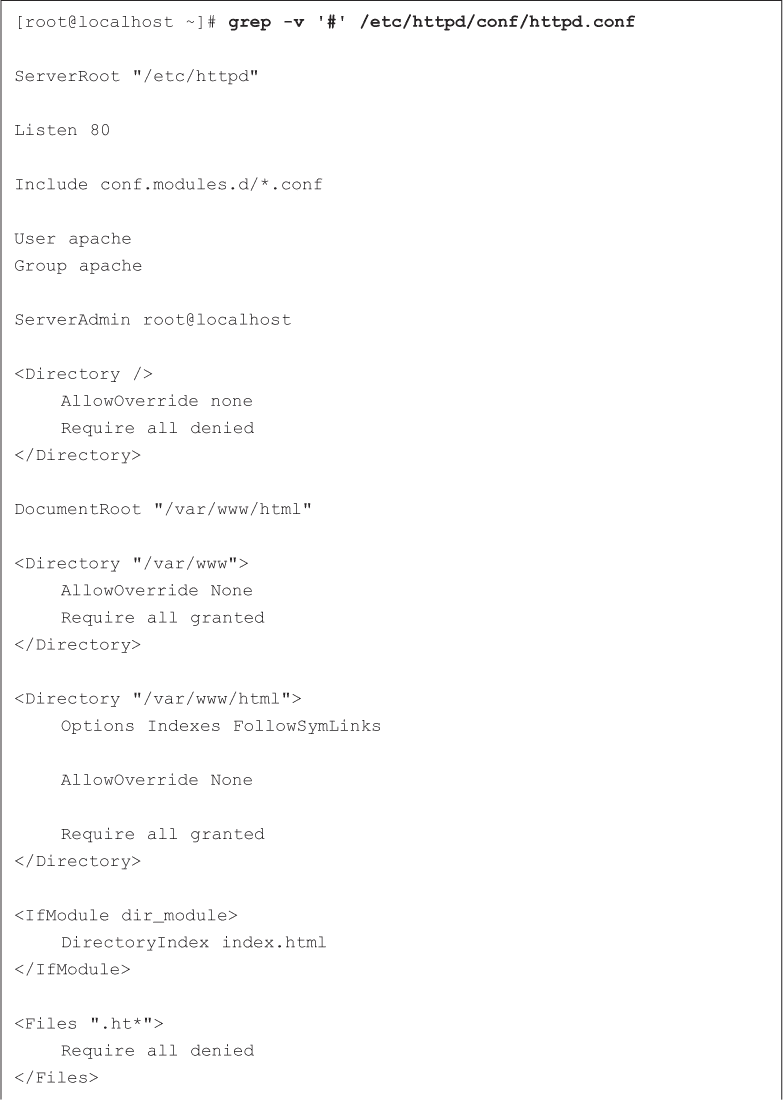 [root@localhost ~]# grep -v '#' /etc/httpd/conf/httpd.conf
ServerRoot "/etc/httpd"
Listen 80
Include conf.modules.d/*.conf
User apache
Group apache
ServerAdmin root@localhost
<Directory />
    AllowOverride none
    Require all denied
</Directory>
DocumentRoot "/var/www/html"
<Directory "/var/www">
    AllowOverride None
    Require all granted
</Directory>
<Directory "/var/www/html">
    Options Indexes FollowSymLinks
    AllowOverride None
    Require all granted
</Directory>
<IfModule dir_module>
    DirectoryIndex index.html
</IfModule>
<Files ".ht*">
    Require all denied
</Files>